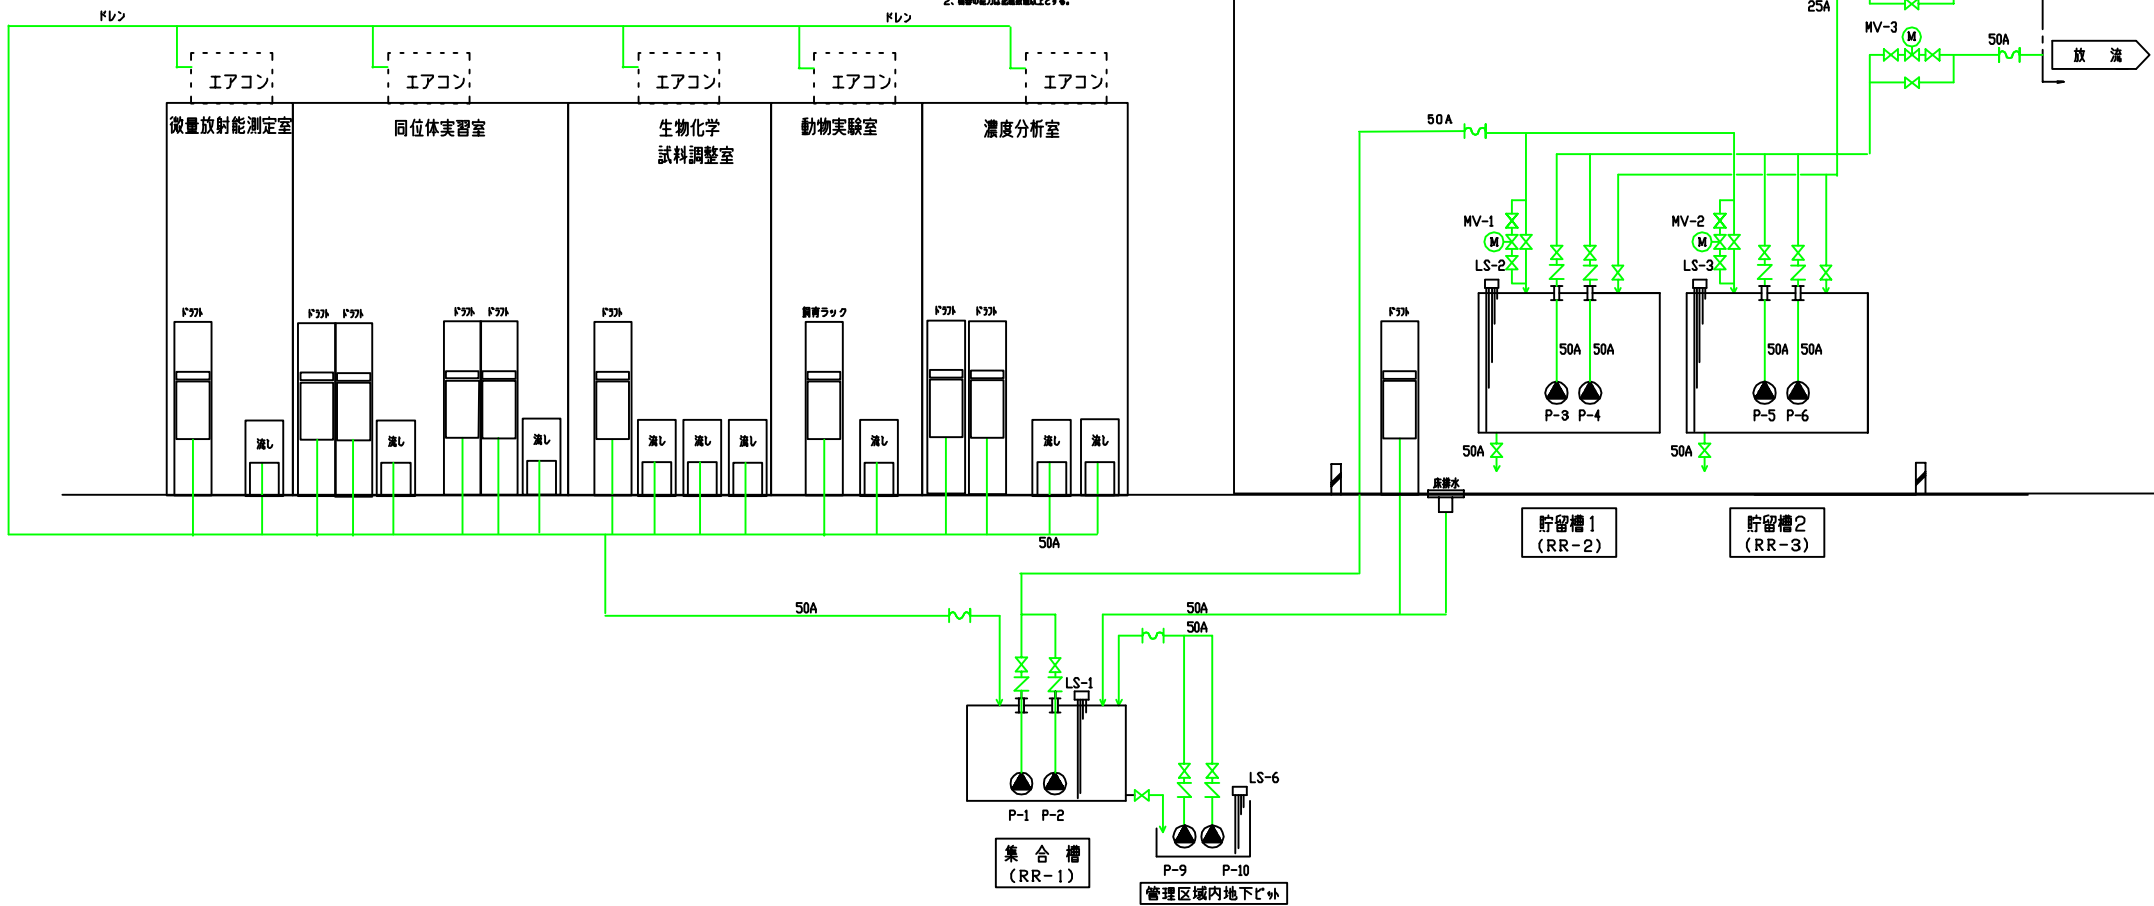 ドレン
ドレン
25A
MV-3
M
50A
放 流
エアコン
エアコン
エアコン
エアコン
エアコン
微量放射能測定室
同位体実習室
生物化学
試料調整室
動物実験室
濃度分析室
50A
MV-1
M
LS-2
MV-2
M
LS-3
ドラフト
ドラフト
ドラフト
ドラフト
ドラフト
ドラフト
飼育ラック
ドラフト
ドラフト
ドラフト
50A
50A
50A
50A
P-3
P-4
P-5
P-6
流し
流し
流し
流し
流し
流し
流し
流し
流し
50A
50A
床排水
貯留槽1
(RR-2)
貯留槽2
(RR-3)
50A
50A
50A
50A
LS-1
LS-6
P-1
P-2
集 合 槽
(RR-1)
P-9
P-10
管理区域内地下ピット